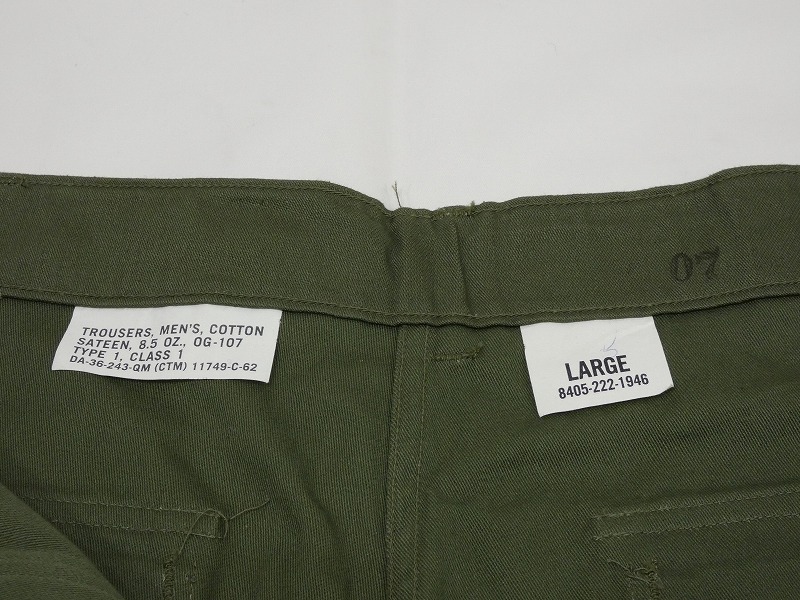 TROUSERS, MEN'S, COTTON
SATEEN, 8.5 OZ., OG-107
TYPE 1, CLASS 1
DA-36-243-QM (CTM) 11749-C-62
LARGE
8405-222-1946
07